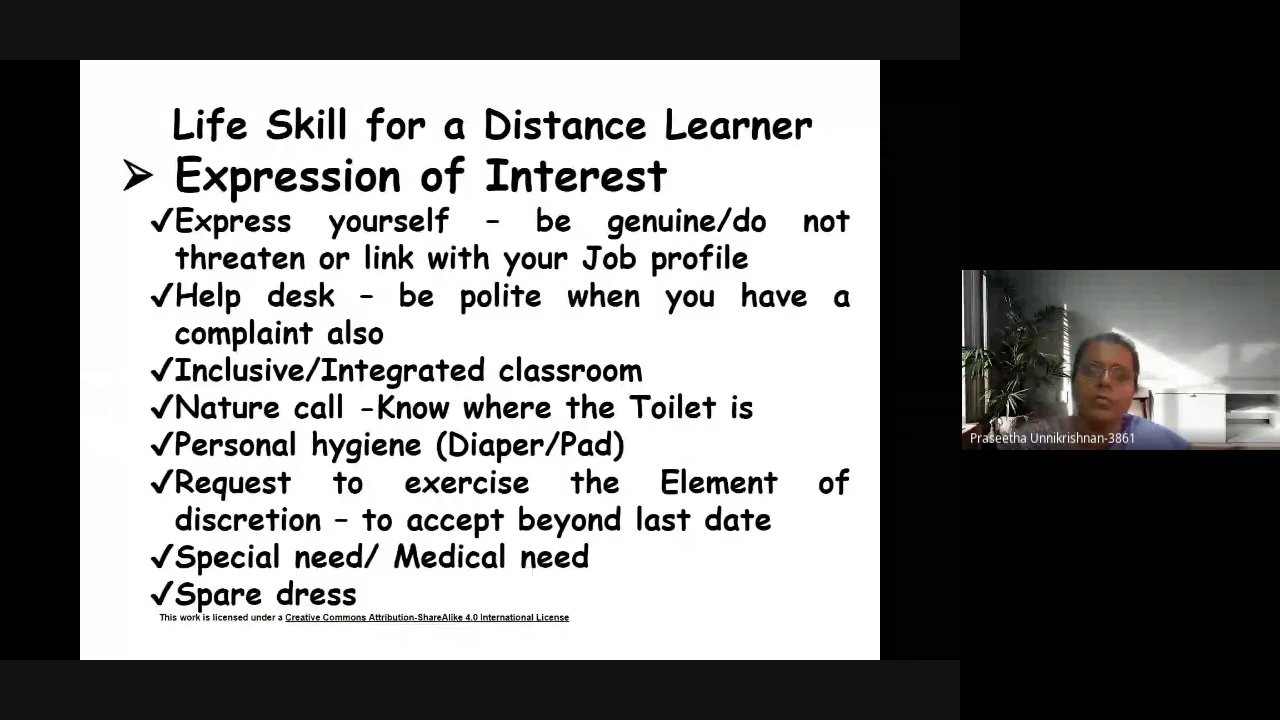 Life Skill for a Distance Learner
➢ Expression of Interest
✓Express yourself – be genuine/do not
threaten or link with your Job profile
✓Help desk – be polite when you have a
complaint also
✓Inclusive/Integrated classroom
✓Nature call -Know where the Toilet is
✓Personal hygiene (Diaper/Pad)
✓Request to exercise the Element of
discretion – to accept beyond last date
✓Special need/ Medical need
✓Spare dress
This work is licensed under a Creative Commons Attribution-ShareAlike 4.0 International License
Praseetha Unnikrishnan-3861